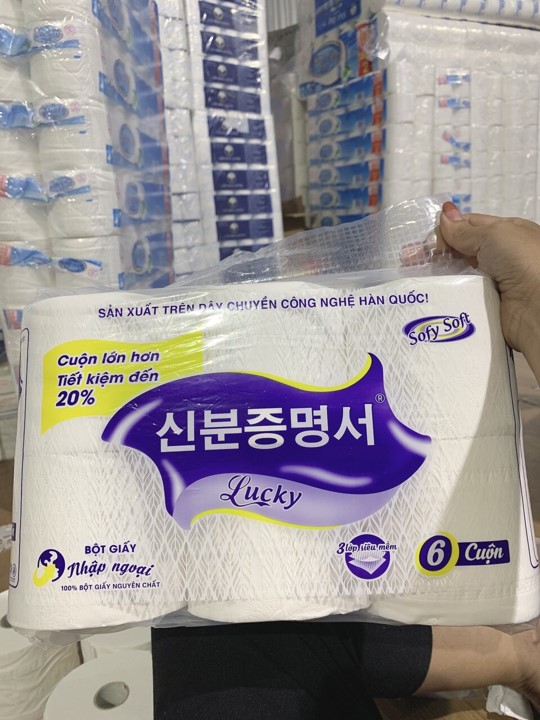 SẢN XUẤT TRÊN DÂY CHUYỀN CÔNG NGHỆ HÀN QUỐC!
Sofy Soft
Cuộn lớn hơn
Tiết kiệm đến
20%
신분증명서®
Lucky
BỘT GIẤY
Nhập ngoại
100% BỘT GIẤY NGUYÊN CHẤT
3 lớp siêu mềm
6 Cuộn